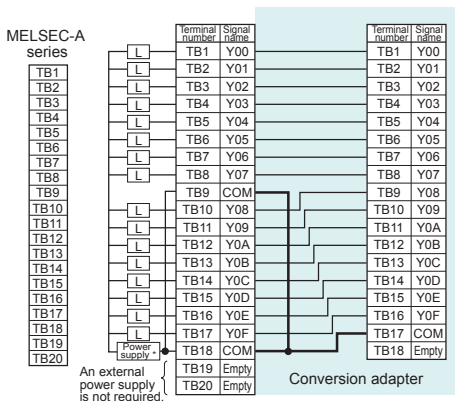 MELSEC-A
series
TB1
TB2
TB3
TB4
TB5
TB6
TB7
TB8
TB9
TB10
TB11
TB12
TB13
TB14
TB15
TB16
TB17
TB18
TB19
TB20
Terminal number Signal name
L TB1 Y00
L TB2 Y01
L TB3 Y02
L TB4 Y03
L TB5 Y04
L TB6 Y05
L TB7 Y06
L TB8 Y07
TB9 COM
L TB10 Y08
L TB11 Y09
L TB12 Y0A
L TB13 Y0B
L TB14 Y0C
L TB15 Y0D
L TB16 Y0E
L TB17 Y0F
Power supply * TB18 COM
TB19 Empty
TB20 Empty
An external
power supply
is not required.
Terminal number Signal name
TB1 Y00
TB2 Y01
TB3 Y02
TB4 Y03
TB5 Y04
TB6 Y05
TB7 Y06
TB8 Y07
TB9 Y08
TB10 Y09
TB11 Y0A
TB12 Y0B
TB13 Y0C
TB14 Y0D
TB15 Y0E
TB16 Y0F
TB17 COM
TB18 Empty
Conversion adapter